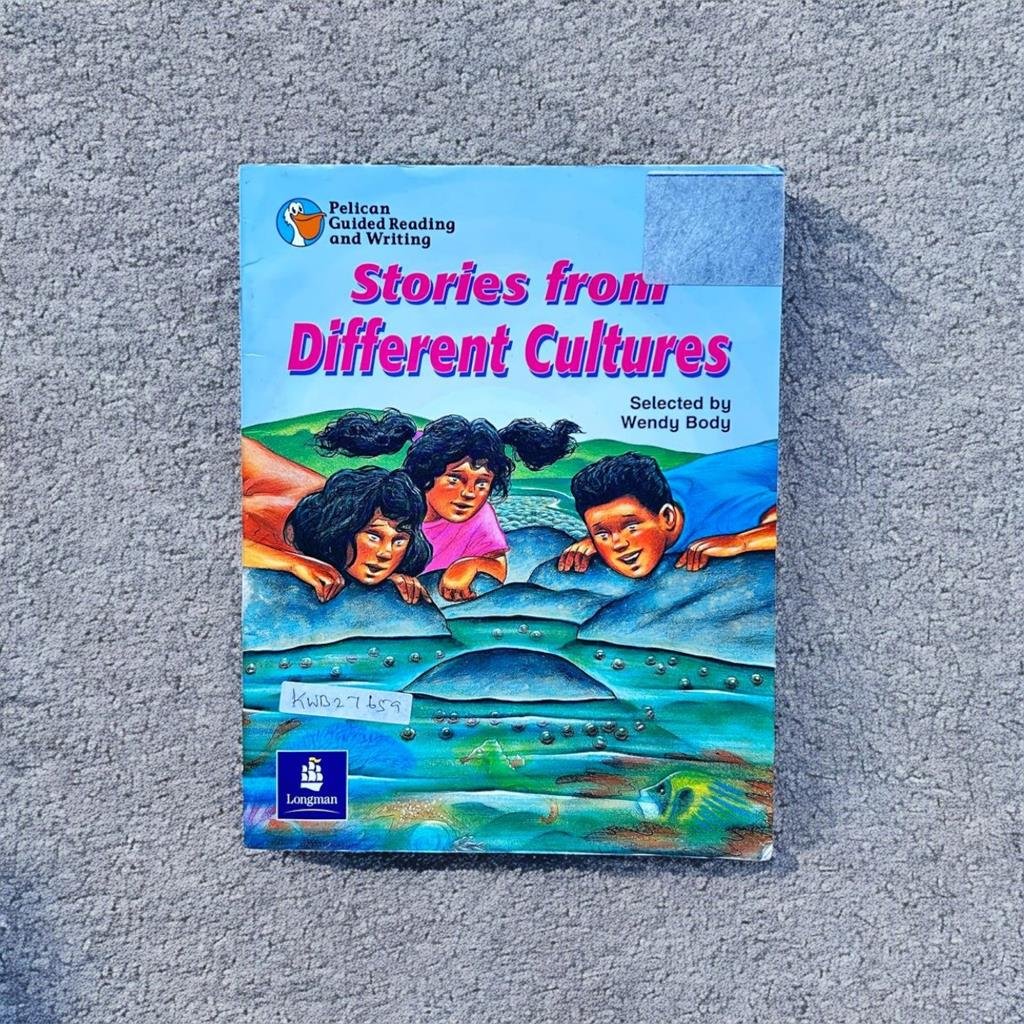 Pelican
Guided Reading
and Writing
Stories from
Different Cultures
Selected by
Wendy Body
KWB27659
Longman